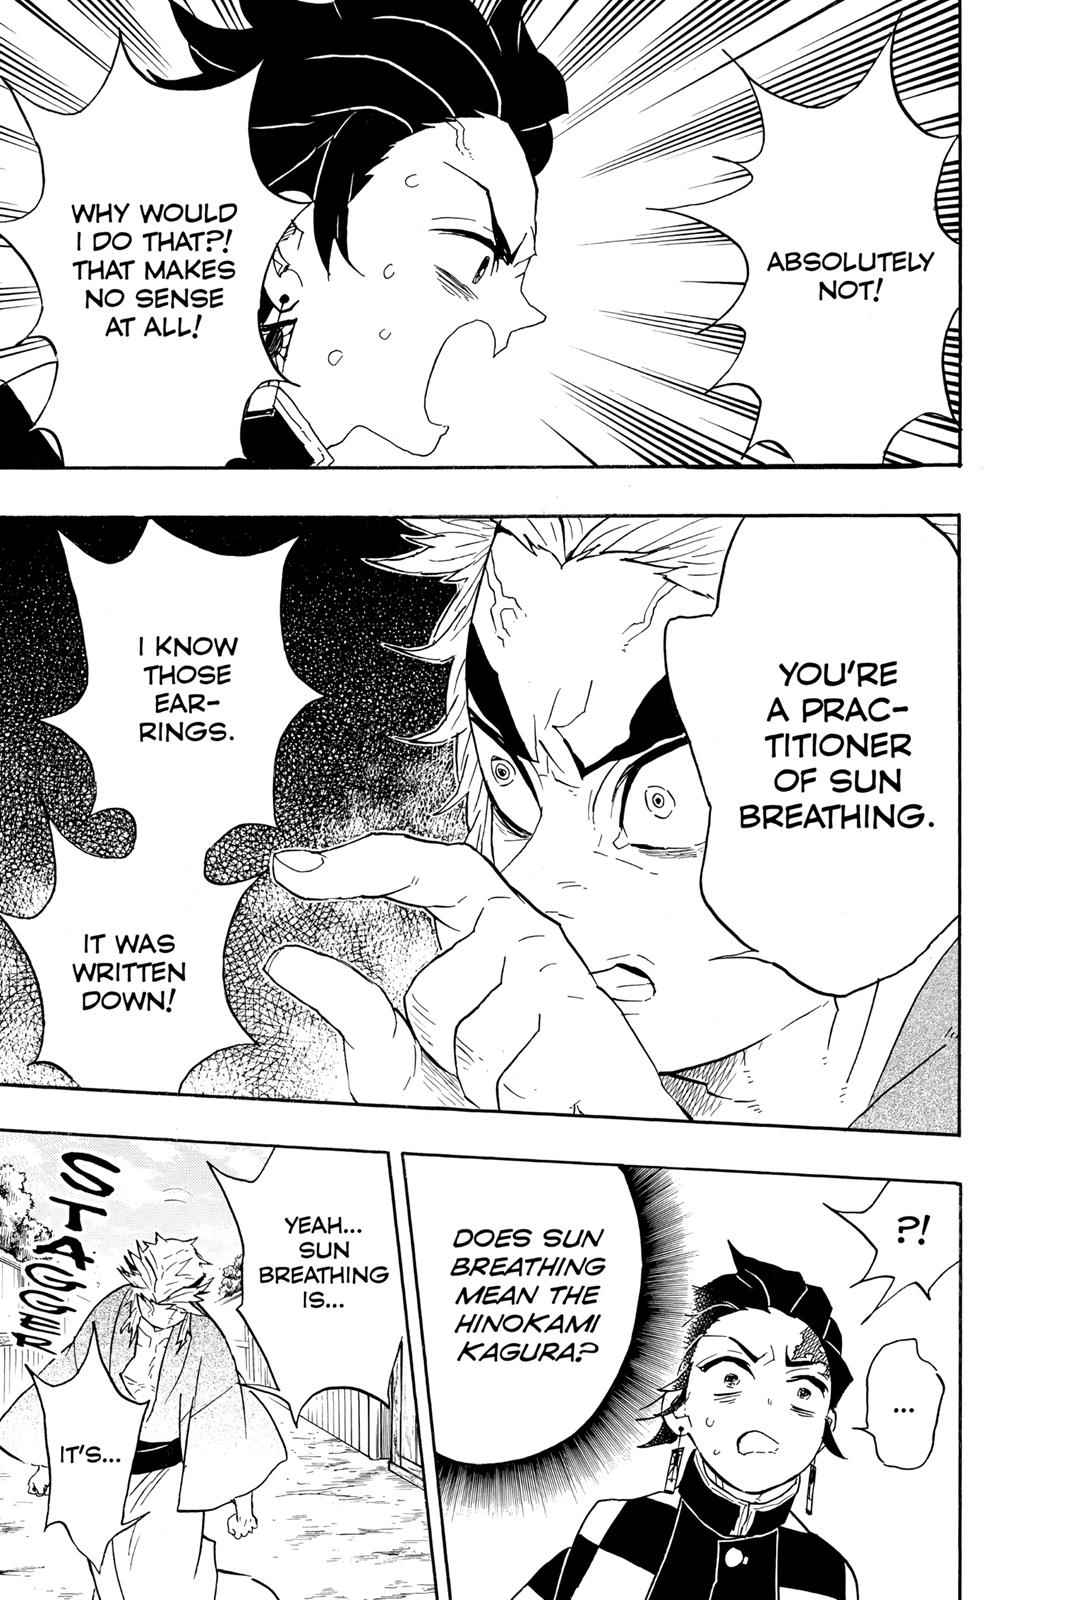 ABSOLUTELY
NOT!
WHY WOULD
I DO THAT?!
THAT MAKES
NO SENSE
AT ALL!
YOU'RE
A PRAC-
TITIONER
OF SUN
BREATHING.
I KNOW
THOSE
EAR-
RINGS.
IT WAS
WRITTEN
DOWN!
?!
...
DOES SUN
BREATHING
MEAN THE
HINOKAMI
KAGURA?
YEAH...
SUN
BREATHING
IS...
STAGGER
IT'S...